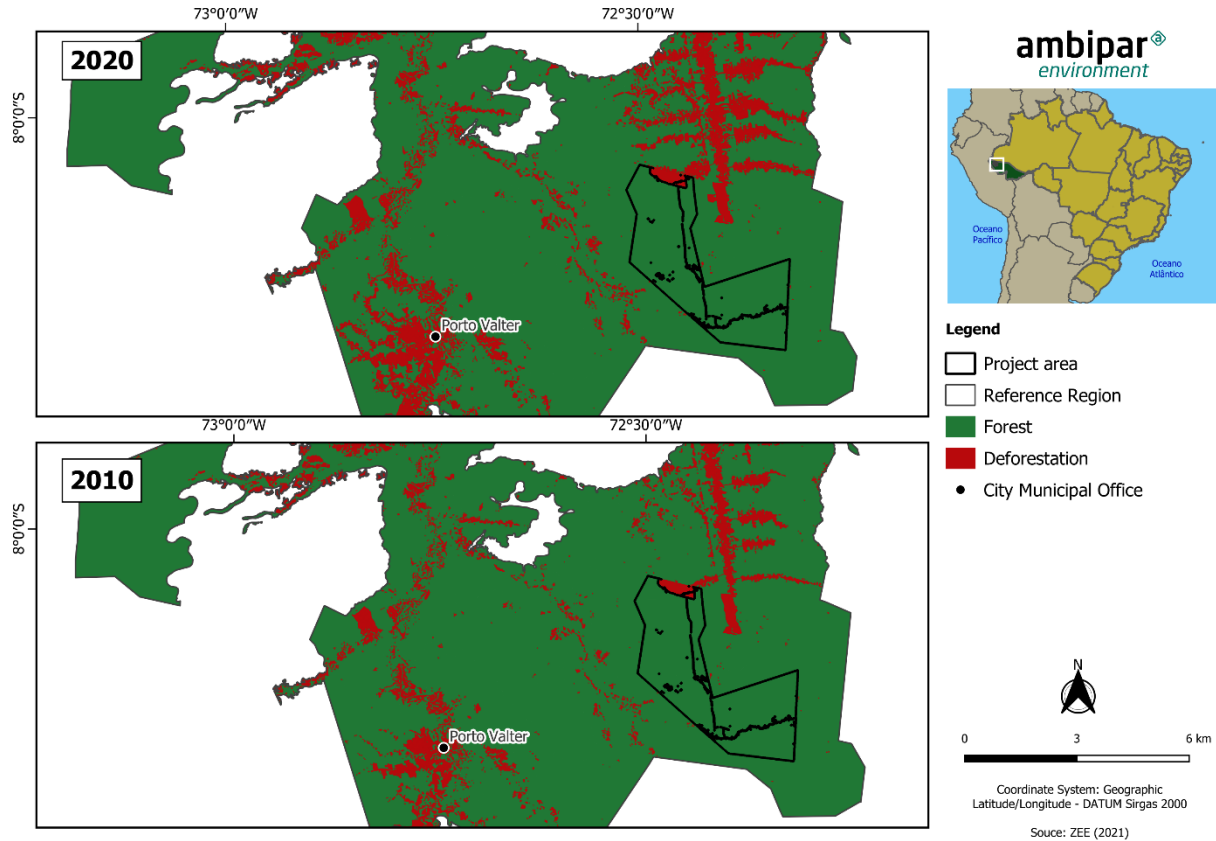 73°0'0"W
72°30'0"W
8°0'0"S
2020
Porto Valter
73°0'0"W
72°30'0"W
8°0'0"S
2010
Porto Valter
ambipar
environment
Oceano
Pacífico
Oceano
Atlântico
Legend
Project area
Reference Region
Forest
Deforestation
City Municipal Office
N
0 3 6 km
Coordinate System: Geographic
Latitude/Longitude - DATUM Sirgas 2000
Souce: ZEE (2021)